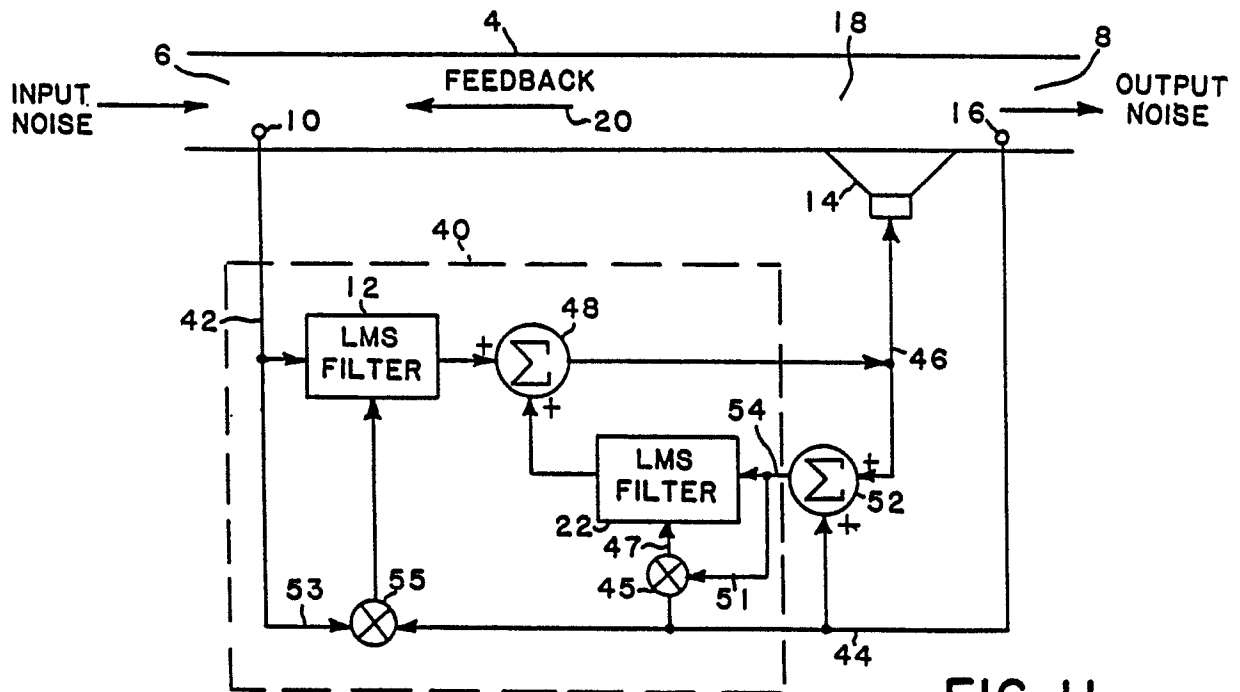 4
18
8
6
FEEDBACK
INPUT
NOISE
OUTPUT
NOISE
10
20
16
14
40
12
42
LMS
FILTER
+
Σ
48
+
46
54
LMS
FILTER
+
Σ
52
+
22
47
45
51
53
55
44
FIG. 11